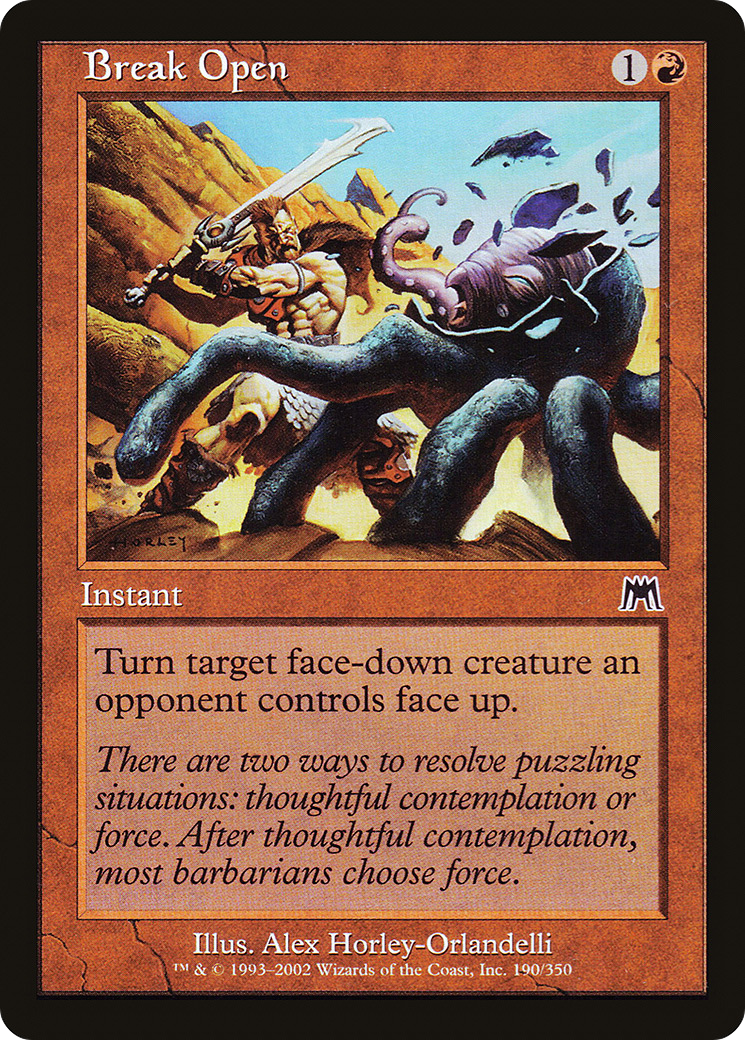 Break Open
1
HORLEY
Instant
Turn target face-down creature an
opponent controls face up.
There are two ways to resolve puzzling
situations: thoughtful contemplation or
force. After thoughtful contemplation,
most barbarians choose force.
Illus. Alex Horley-Orlandelli
™ & © 1993–2002 Wizards of the Coast, Inc. 190/350